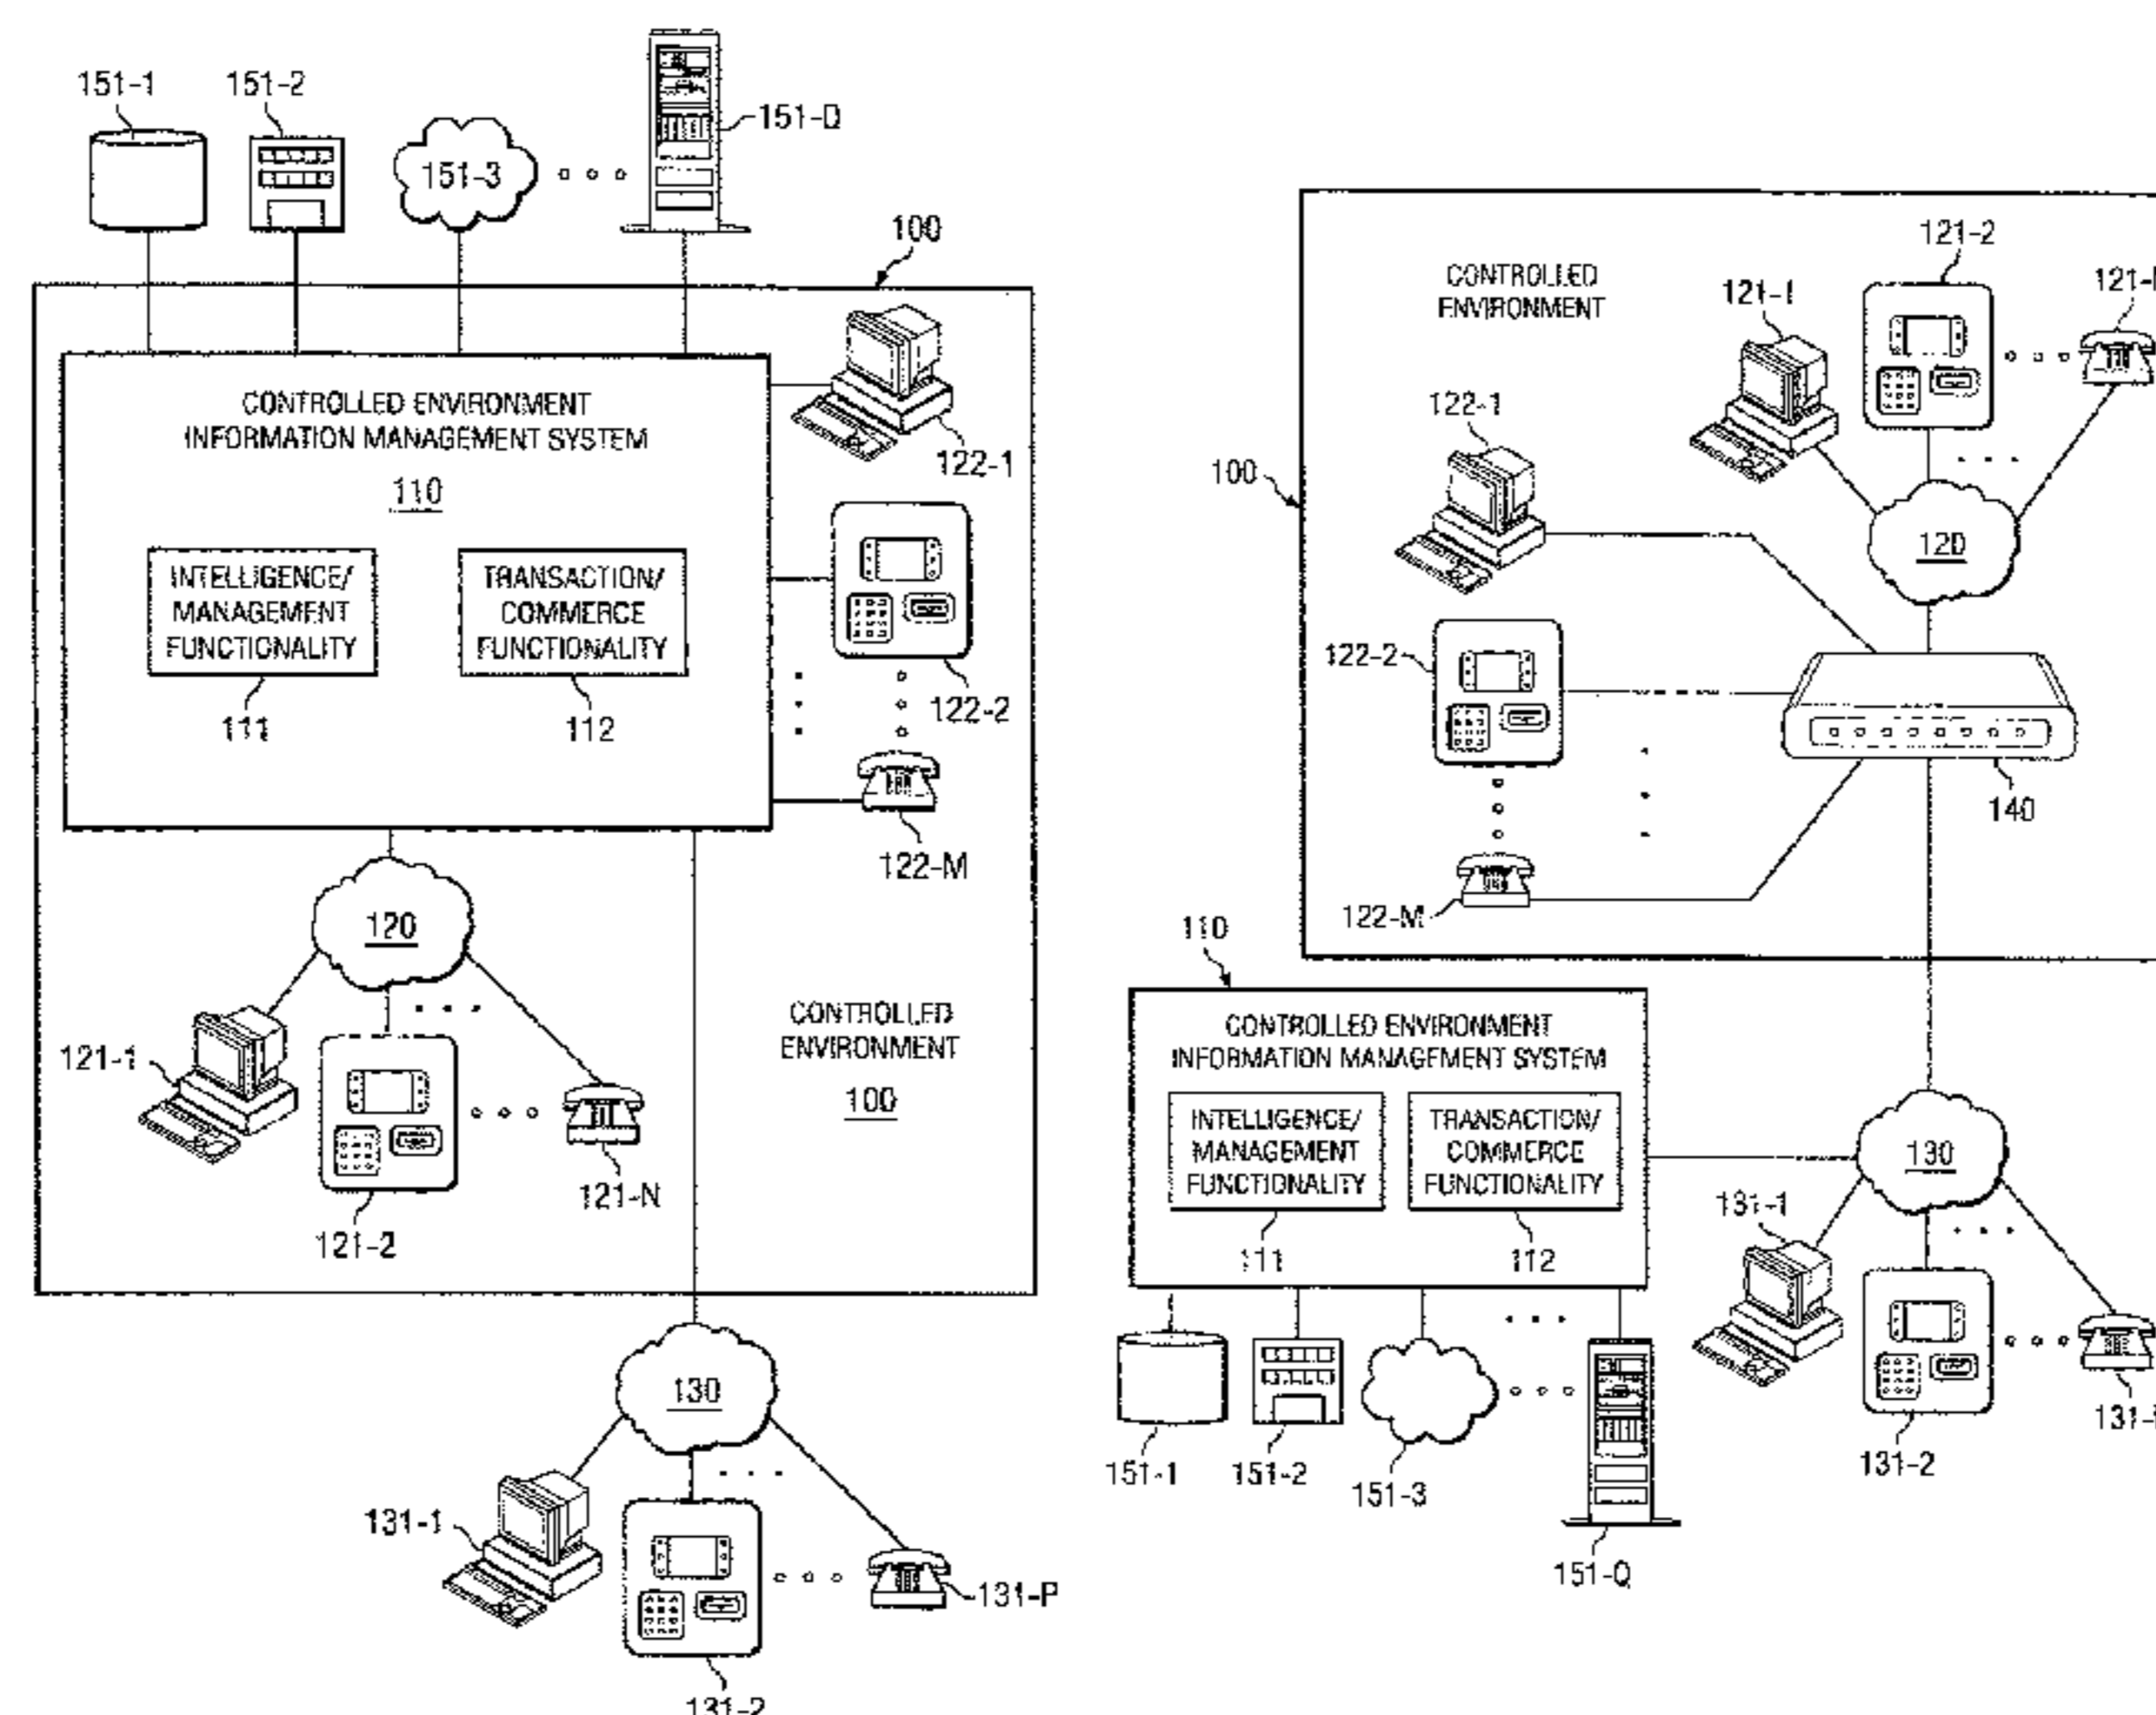 151-1
151-2
151-3
151-Q
100
CONTROLLED ENVIRONMENT
INFORMATION MANAGEMENT SYSTEM
110
INTELLIGENCE/
MANAGEMENT
FUNCTIONALITY
111
TRANSACTION/
COMMERCE
FUNCTIONALITY
112
122-1
122-2
122-M
120
121-1
121-2
121-N
CONTROLLED
ENVIRONMENT
100
130
131-1
131-2
131-P
100
CONTROLLED
ENVIRONMENT
121-1
121-2
122-1
122-2
122-M
120
140
110
CONTROLLED ENVIRONMENT
INFORMATION MANAGEMENT SYSTEM
INTELLIGENCE/
MANAGEMENT
FUNCTIONALITY
111
TRANSACTION/
COMMERCE
FUNCTIONALITY
112
130
131-1
131-2
151-1
151-2
151-3
151-Q